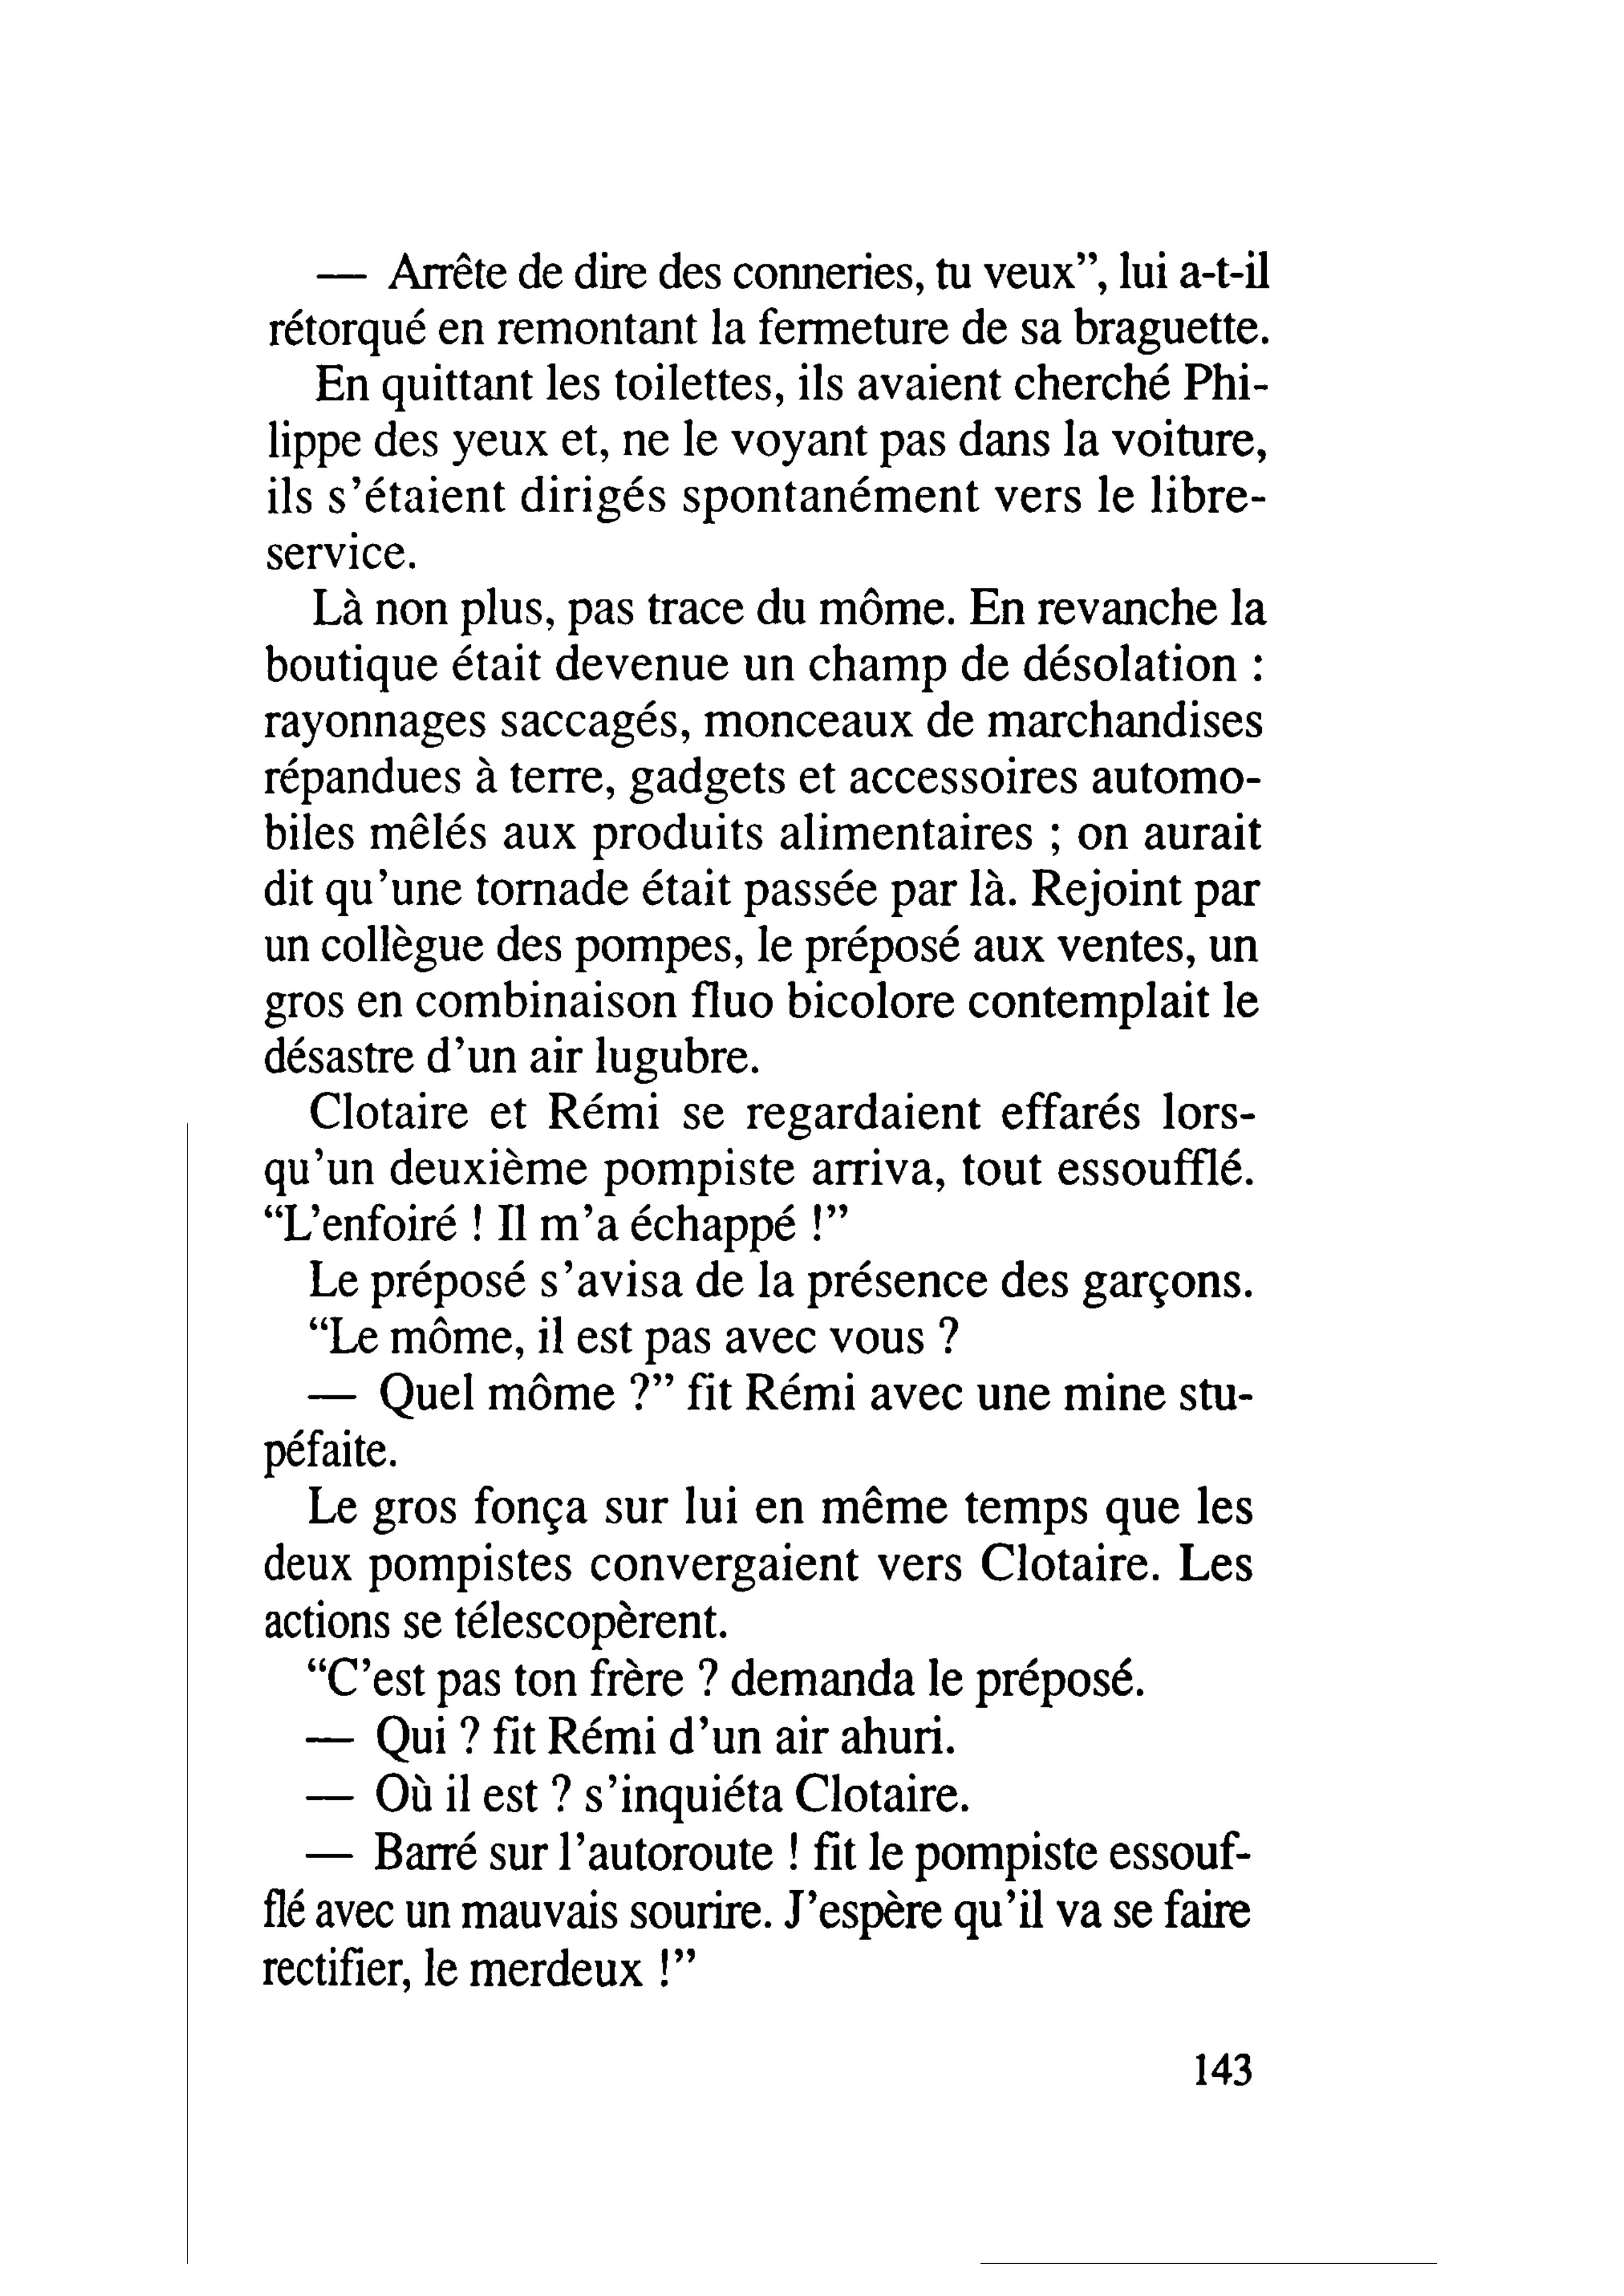 — Arrête de dire des conneries, tu veux”, lui a-t-il
rétorqué en remontant la fermeture de sa braguette.
En quittant les toilettes, ils avaient cherché Phi-
lippe des yeux et, ne le voyant pas dans la voiture,
ils s’étaient dirigés spontanément vers le libre-
service.
Là non plus, pas trace du môme. En revanche la
boutique était devenue un champ de désolation :
rayonnages saccagés, monceaux de marchandises
répandues à terre, gadgets et accessoires automo-
biles mêlés aux produits alimentaires ; on aurait
dit qu’une tornade était passée par là. Rejoint par
un collègue des pompes, le préposé aux ventes, un
gros en combinaison fluo bicolore contemplait le
désastre d’un air lugubre.
Clotaire et Rémi se regardaient effarés lors-
qu’un deuxième pompiste arriva, tout essoufflé.
“L’enfoiré ! Il m’a échappé !”
Le préposé s’avisa de la présence des garçons.
“Le môme, il est pas avec vous ?
— Quel môme ?” fit Rémi avec une mine stu-
péfaite.
Le gros fonça sur lui en même temps que les
deux pompistes convergaient vers Clotaire. Les
actions se télescopèrent.
“C’est pas ton frère ? demanda le préposé.
— Qui ? fit Rémi d’un air ahuri.
— Où il est ? s’inquiéta Clotaire.
— Barré sur l’autoroute ! fit le pompiste essouf-
flé avec un mauvais sourire. J’espère qu’il va se faire
rectifier, le merdeux !”
143